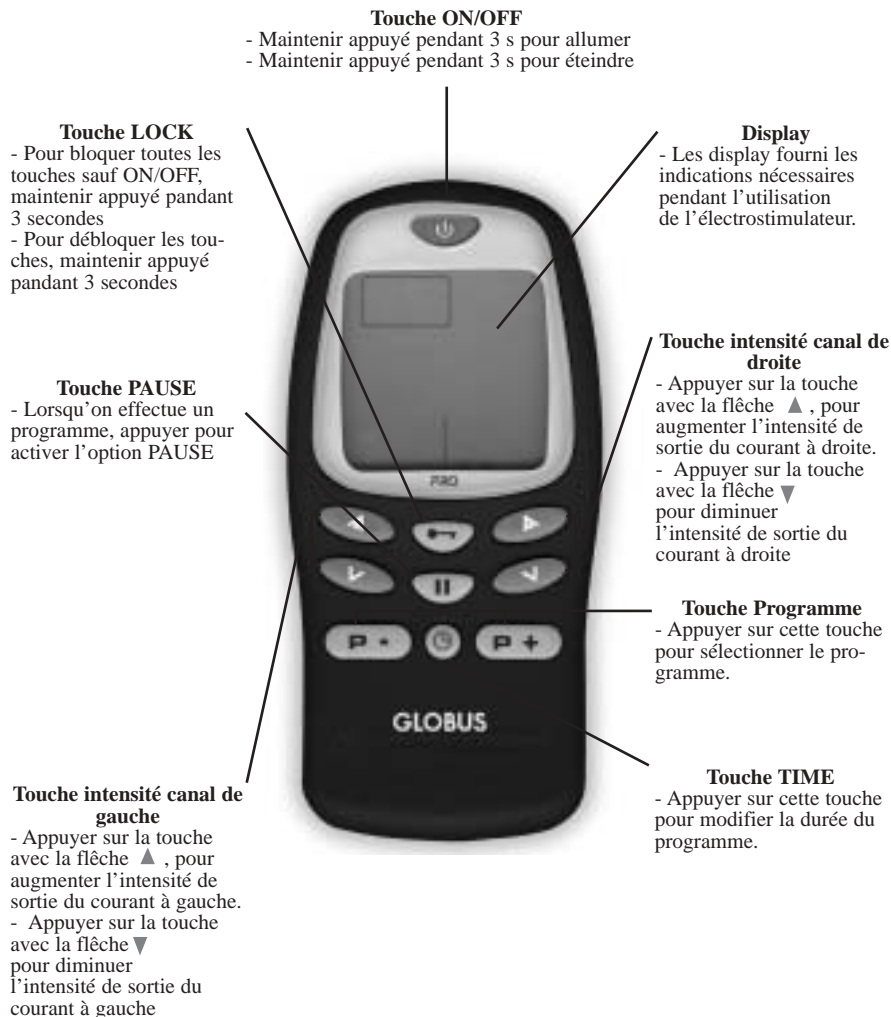 Touche ON/OFF
- Maintenir appuyé pendant 3 s pour allumer
- Maintenir appuyé pendant 3 s pour éteindre
Touche LOCK
- Pour bloquer toutes les
touches sauf ON/OFF,
maintenir appuyé pandant
3 secondes
- Pour débloquer les tou-
ches, maintenir appuyé
pandant 3 secondes
Display
- Les display fourni les
indications nécessaires
pendant l'utilisation
de l'électrostimulateur.
Touche PAUSE
- Lorsqu'on effectue un
programme, appuyer pour
activer l'option PAUSE
Touche intensité canal de
droite
- Appuyer sur la touche
avec la flêche ▲ , pour
augmenter l'intensité de
sortie du courant à droite.
- Appuyer sur la touche
avec la flêche ▼
pour diminuer
l'intensité de sortie du
courant à droite
PRO
P +
GLOBUS
Touche Programme
- Appuyer sur cette touche
pour sélectionner le pro-
gramme.
Touche TIME
- Appuyer sur cette touche
pour modifier la durée du
programme.
Touche intensité canal de
gauche
- Appuyer sur la touche
avec la flêche ▲ , pour
augmenter l'intensité de
sortie du courant à gauche.
- Appuyer sur la touche
avec la flêche ▼
pour diminuer
l'intensité de sortie du
courant à gauche